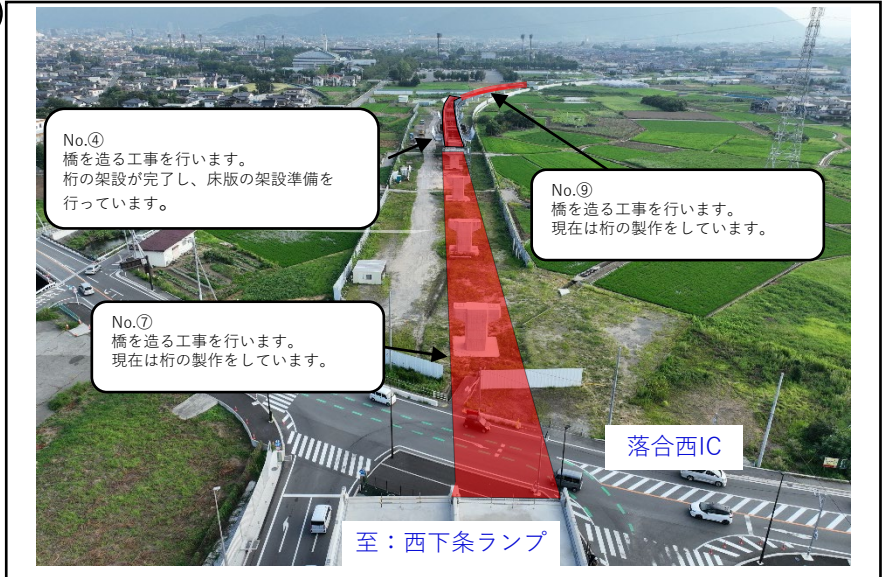 No.④
橋を造る工事を行います。
桁の架設が完了し、床版の架設準備を
行っています。
No.⑨
橋を造る工事を行います。
現在は桁の製作をしています。
No.⑦
橋を造る工事を行います。
現在は桁の製作をしています。
落合西IC
至：西下条ランプ